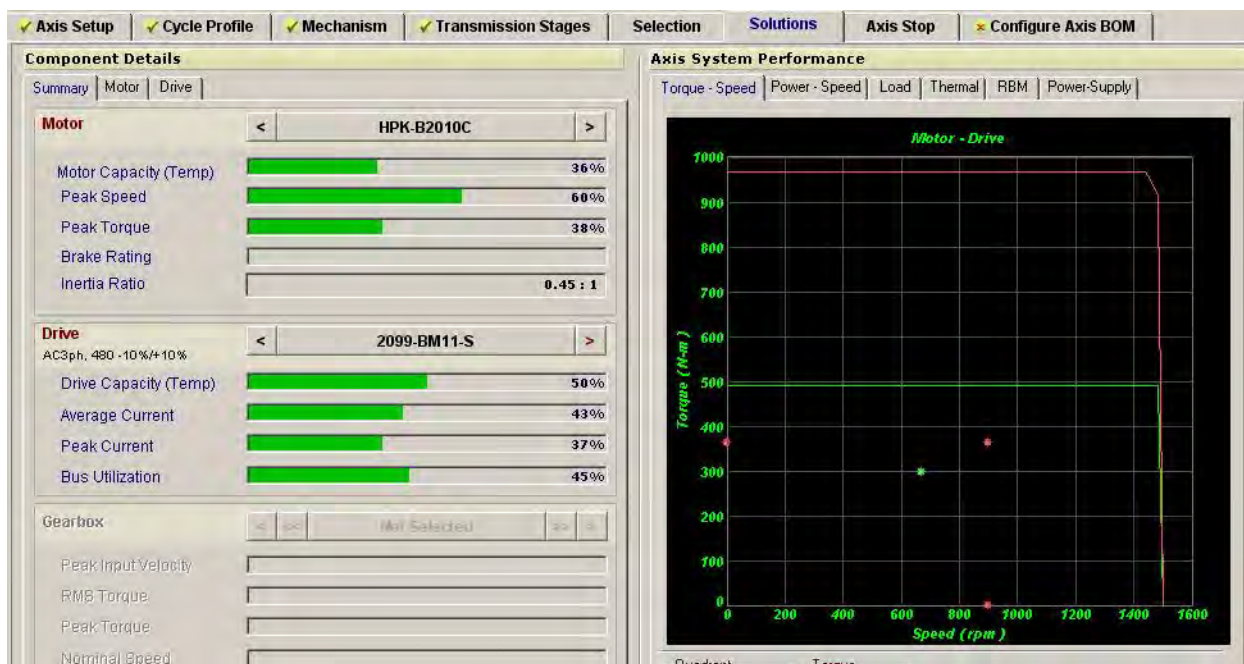 Axis Setup Cycle Profile Mechanism Transmission Stages Selection Solutions Axis Stop Configure Axis BOM
Component Details
Summary Motor Drive
Motor < HPK-B2010C >
Motor Capacity (Temp) 36%
Peak Speed 60%
Peak Torque 38%
Brake Rating
Inertia Ratio 0.45 : 1
Drive < 2099-BM11-S >
AC3ph, 480 -10%/+10%
Drive Capacity (Temp) 50%
Average Current 43%
Peak Current 37%
Bus Utilization 45%
Gearbox < << Not Selected >> >
Peak Input Velocity
RMS Torque
Peak Torque
Nominal Speed
Axis System Performance
Torque - Speed Power - Speed Load Thermal RBM Power-Supply
Motor - Drive
1000
900
800
700
600
500
400
300
200
100
0
Torque (N-m)
0 200 400 600 800 1000 1200 1400 1600
Speed (rpm)